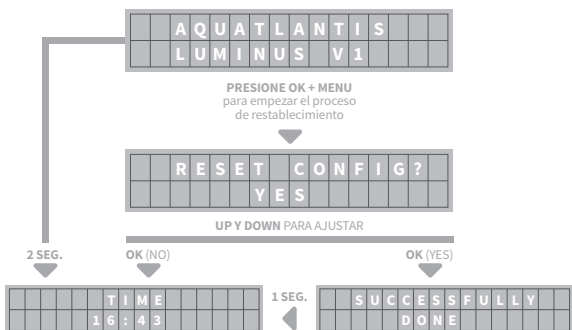 AQUATLANTIS
LUMINUS V1
PRESIONE OK + MENU
para empezar el proceso
de restablecimiento
RESET CONFIG?
YES
UP Y DOWN PARA AJUSTAR
2 SEG.
OK (NO)
OK (YES)
TIME
16:43
1 SEG.
SUCCESSFULLY
DONE